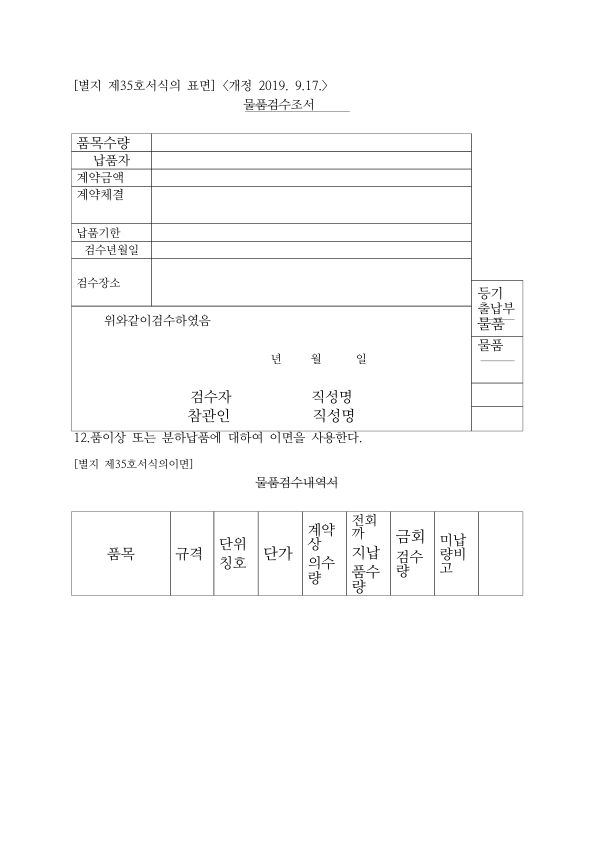 [별지 제35호서식의 표면] <개정 2019. 9.17.>
물품검수조서
품목수량
납품자
계약금액
계약체결
납품기한
검수년월일
검수장소
등기
출납부
물품
물품
위와같이검수하였음
년 월 일
검수자 직성명
참관인 직성명
12.품이상 또는 분하납품에 대하여 이면을 사용한다.
[별지 제35호서식의이면]
물품검수내역서
품목
규격
단위
칭호
단가
계약
상
의수
량
전회
까
지납
품수
량
금회
검수
량
미납
량비
고